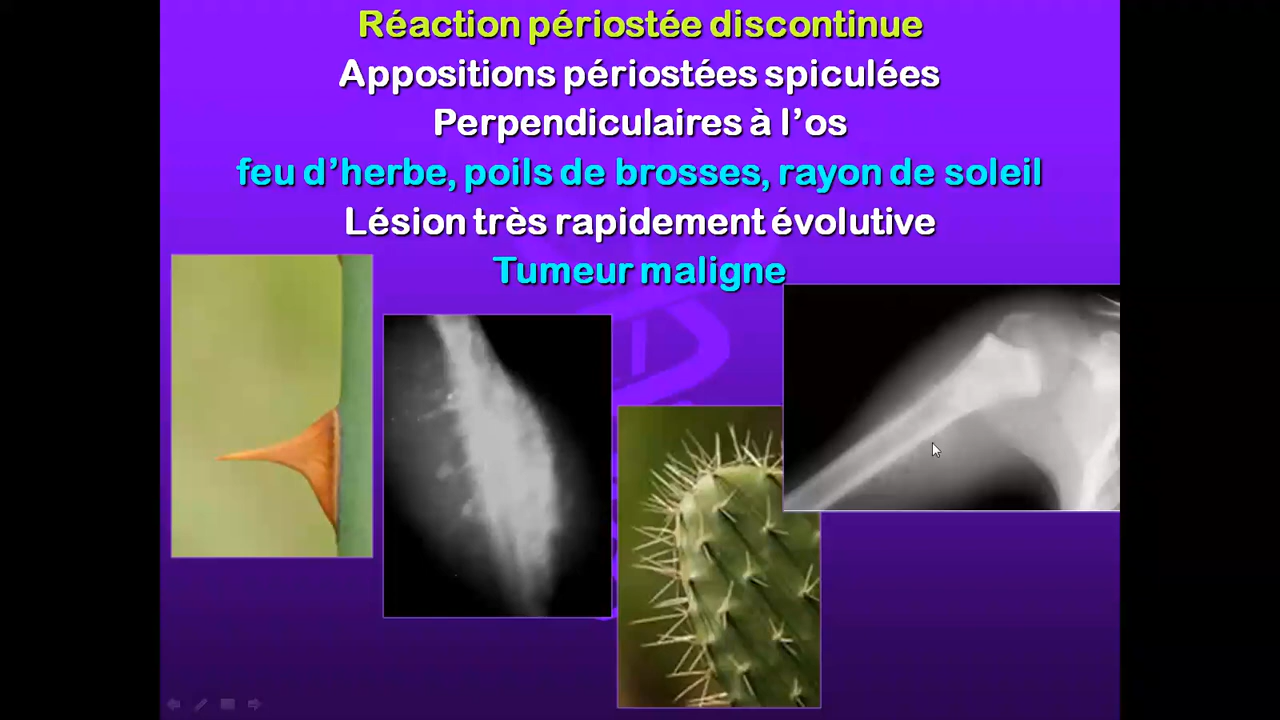 Réaction périostée discontinue
Appositions périostées spiculées
Perpendiculaires à l’os
feu d’herbe, poils de brosses, rayon de soleil
Lésion très rapidement évolutive
Tumeur maligne